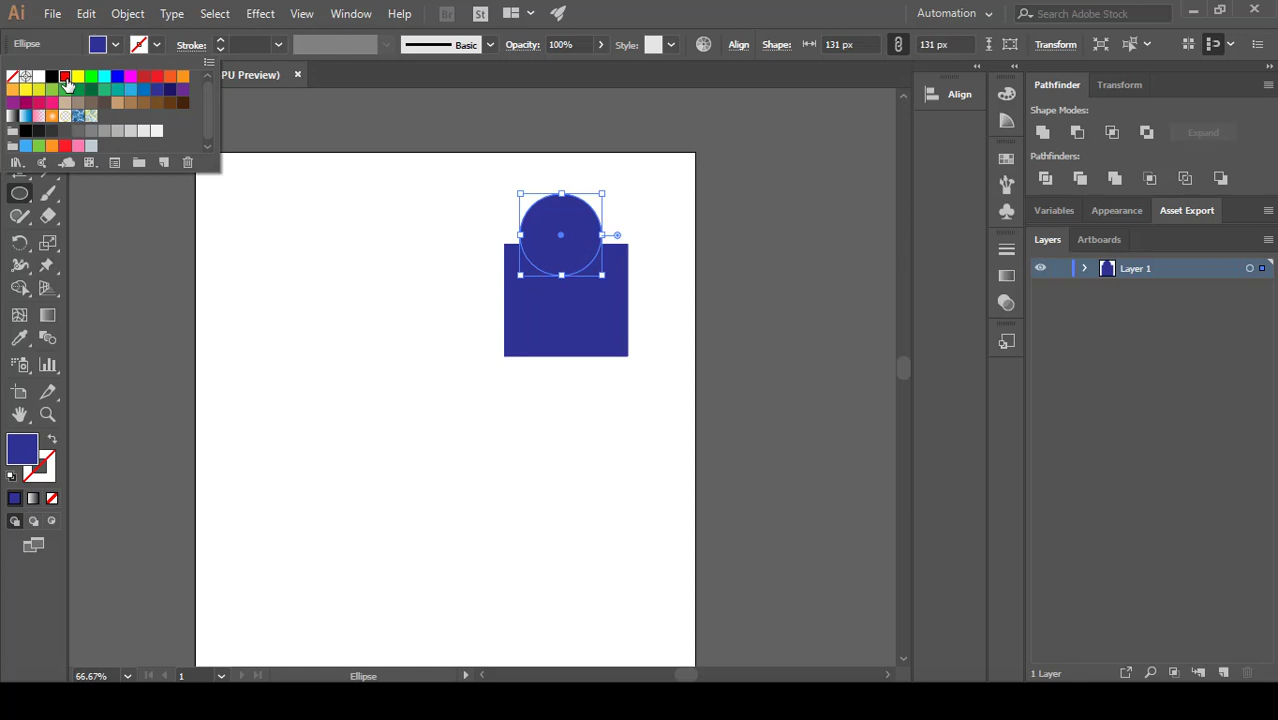 Ai File Edit Object Type Select Effect View Window Help Br St Automation Search Adobe Stock
Ellipse Stroke: Basic Opacity: 100% Style: Align Shape: 131 px 131 px Transform
PU Preview) ×
Align
Pathfinder Transform
Shape Modes:
Expand
Pathfinders:
Variables Appearance Asset Export
Layers Artboards
Layer 1
66.67% 1 Ellipse
1 Layer